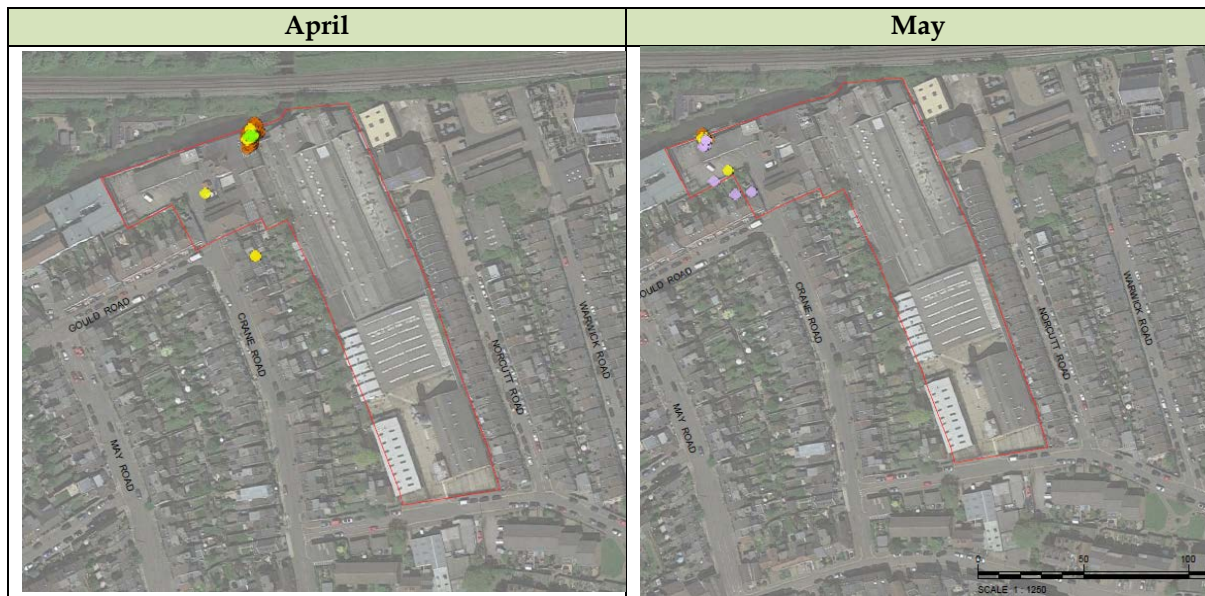 April
May
GOULD ROAD
CRANE ROAD
MAY ROAD
NORCUTT ROAD
WARWICK ROAD
OULD ROAD
CRANE ROAD
MAY ROAD
NORCUTT ROAD
WARWICK ROAD
0 50 100
SCALE 1 : 1250